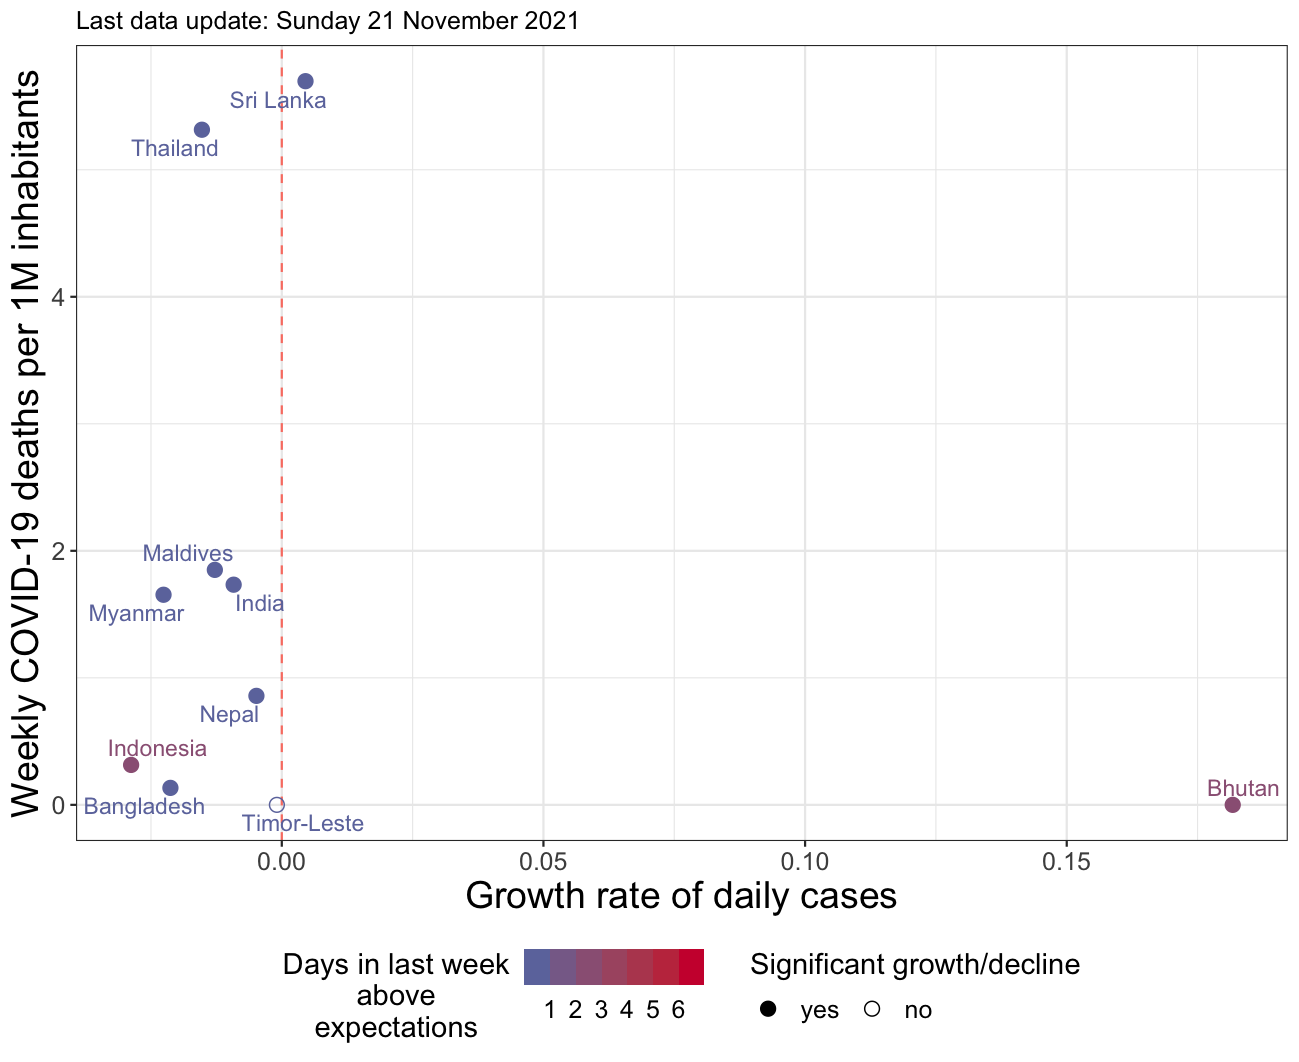 Last data update: Sunday 21 November 2021
Weekly COVID-19 deaths per 1M inhabitants
Sri Lanka
Thailand
4
2
Maldives
India
Myanmar
Nepal
Indonesia
Bhutan
0
Bangladesh
Timor-Leste
0.00 0.05 0.10 0.15
Growth rate of daily cases
Days in last week
above
expectations
1 2 3 4 5 6
Significant growth/decline
yes no